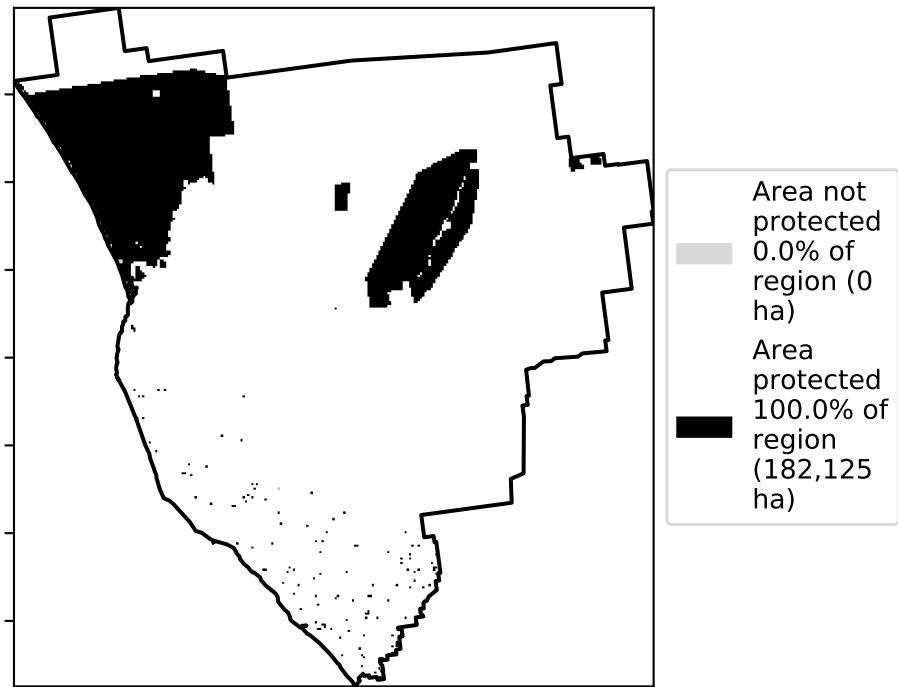 Area not
protected
0.0% of
region (0
ha)
Area
protected
100.0% of
region
(182,125
ha)